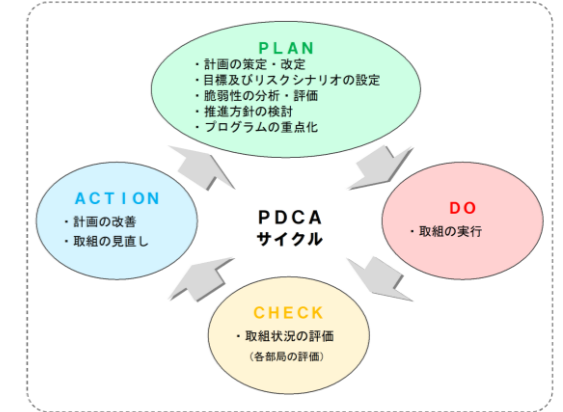 PLAN
・計画の策定・改定
・目標及びリスクシナリオの設定
・脆弱性の分析・評価
・推進方針の検討
・プログラムの重点化
ACTION
・計画の改善
・取組の見直し
PDCA
サイクル
DO
・取組の実行
CHECK
・取組状況の評価
（各部局の評価）